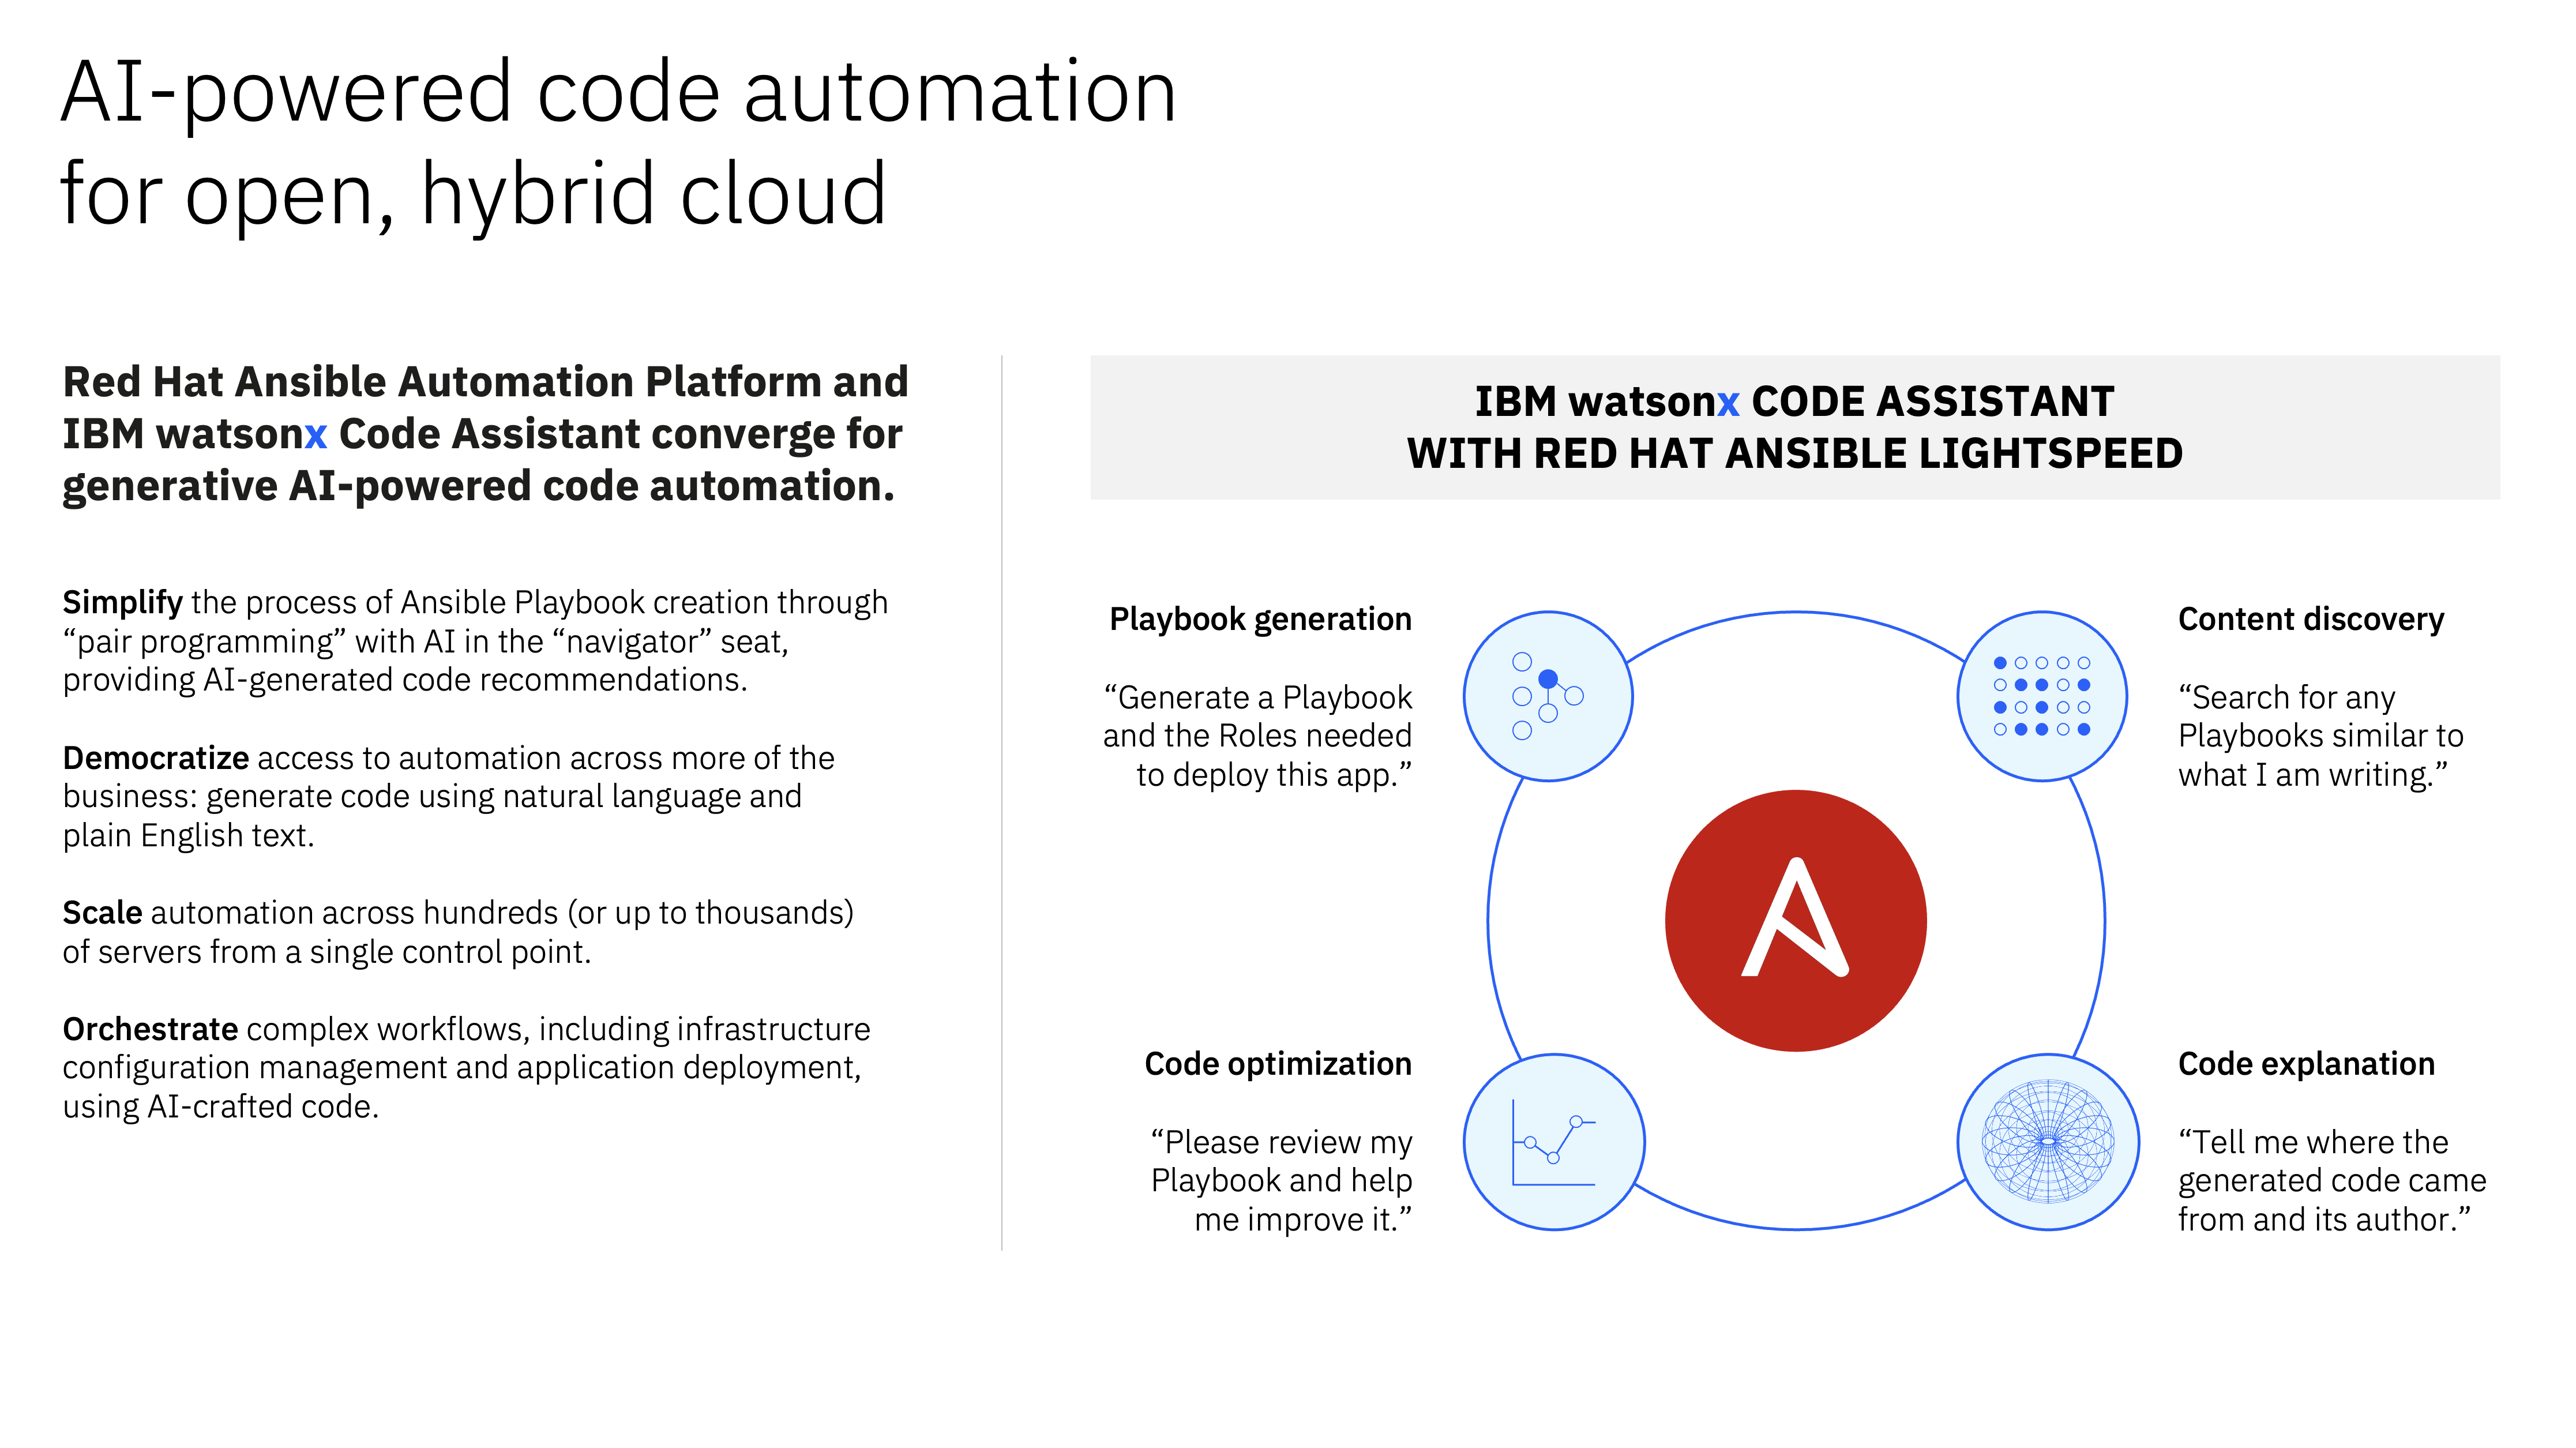 AI-powered code automation
for open, hybrid cloud
Red Hat Ansible Automation Platform and
IBM watsonx Code Assistant converge for
generative AI-powered code automation.
Simplify the process of Ansible Playbook creation through
“pair programming” with AI in the “navigator” seat,
providing AI-generated code recommendations.
Democratize access to automation across more of the
business: generate code using natural language and
plain English text.
Scale automation across hundreds (or up to thousands)
of servers from a single control point.
Orchestrate complex workflows, including infrastructure
configuration management and application deployment,
using AI-crafted code.
IBM watsonx CODE ASSISTANT
WITH RED HAT ANSIBLE LIGHTSPEED
Playbook generation
“Generate a Playbook
and the Roles needed
to deploy this app.”
Content discovery
“Search for any
Playbooks similar to
what I am writing.”
Code optimization
“Please review my
Playbook and help
me improve it.”
Code explanation
“Tell me where the
generated code came
from and its author.”